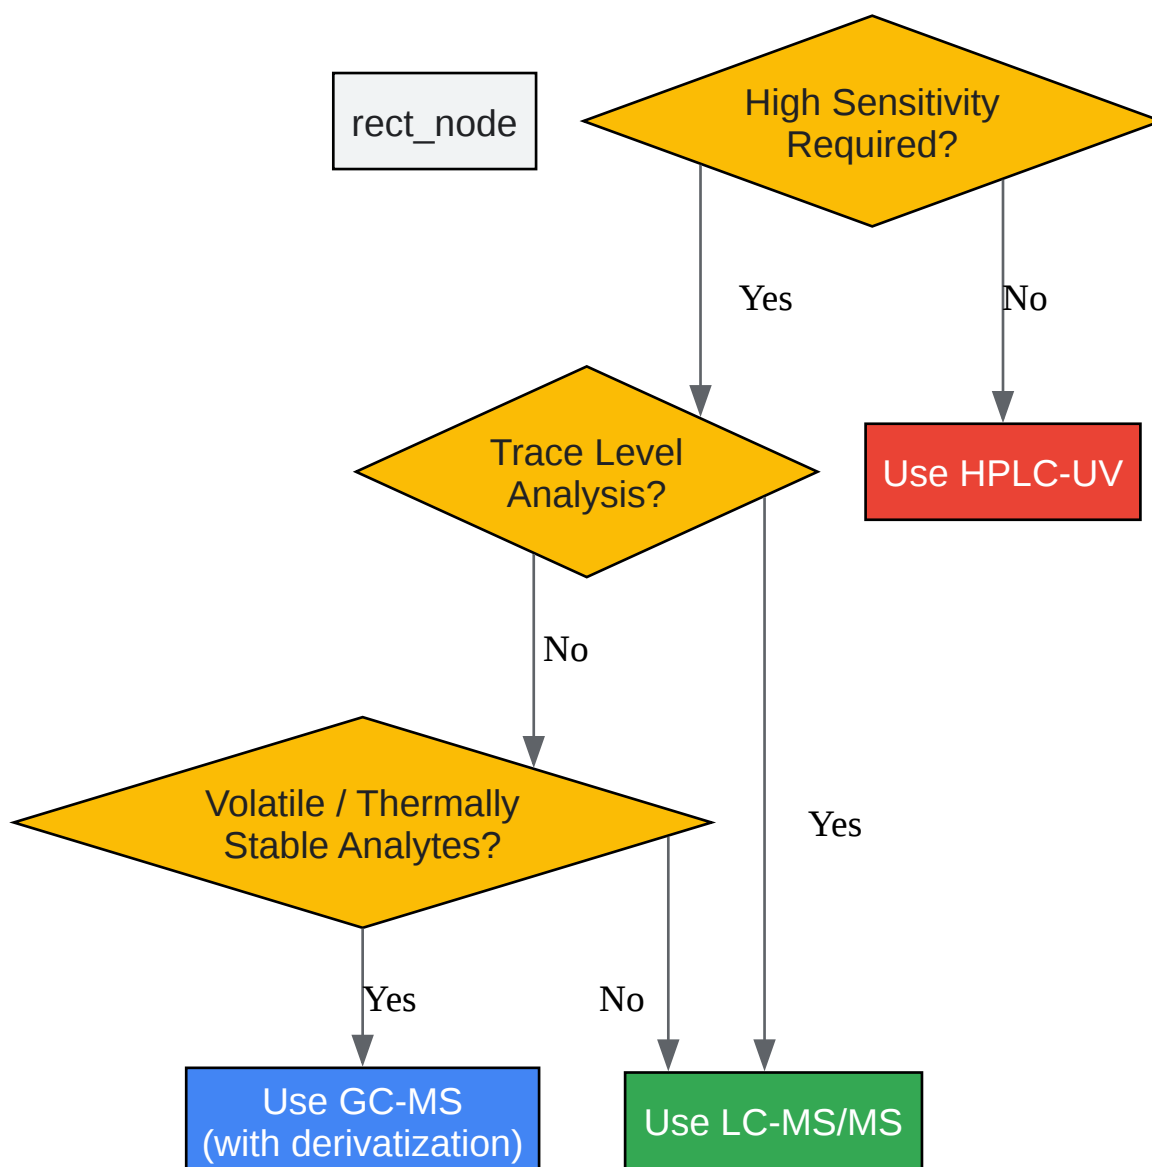 rect_node
High Sensitivity
Required?
Yes
No
Trace Level
Analysis?
Use HPLC-UV
No
Volatile / Thermally
Stable Analytes?
Yes
Yes
No
Use GC-MS
(with derivatization)
Use LC-MS/MS